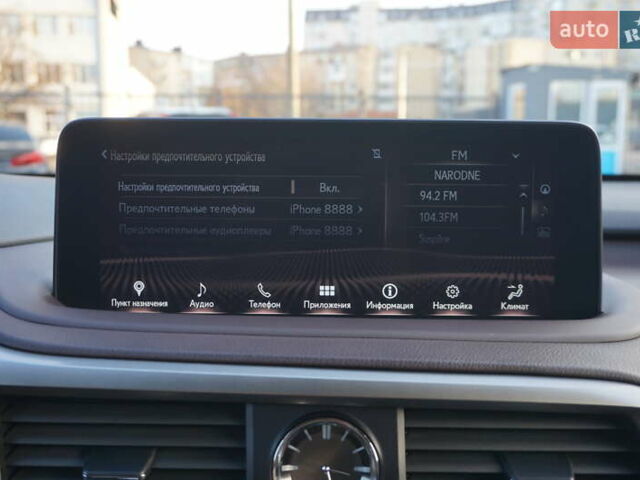 auto
Настройки предпочтительного устройства
Настройки предпочтительного устройства Вкл.
Предпочтительные телефоны iPhone 8888
Предпочтительные аудиоплееры iPhone 8888
FM
NARODNE
94.2 FM
104.3FM
Suspilne
Пункт назначения
Аудио
Телефон
Приложения
Информация
Настройка
Климат